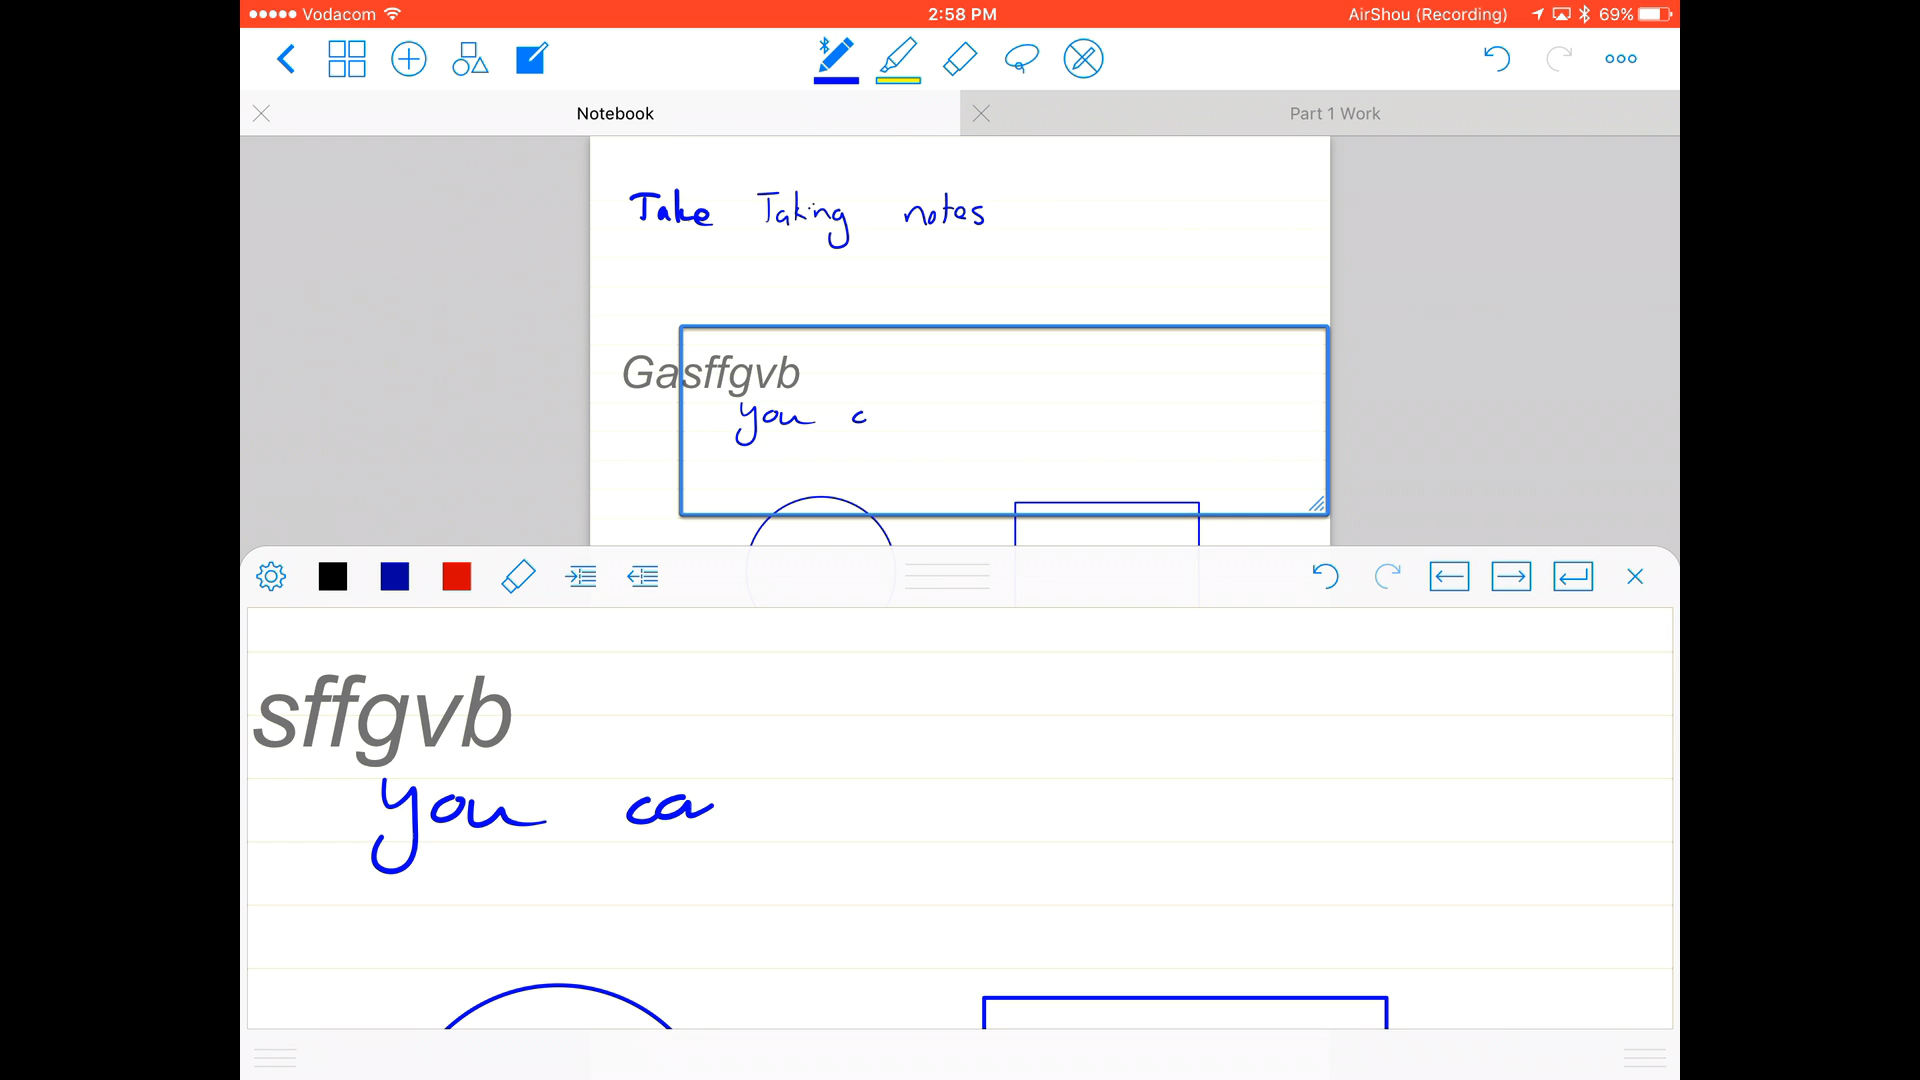 Vodacom 2:58 PM AirShou (Recording) 69%
Notebook Part 1 Work
Take Taking notes
Gasffgvb
you c
sffgvb
you ca